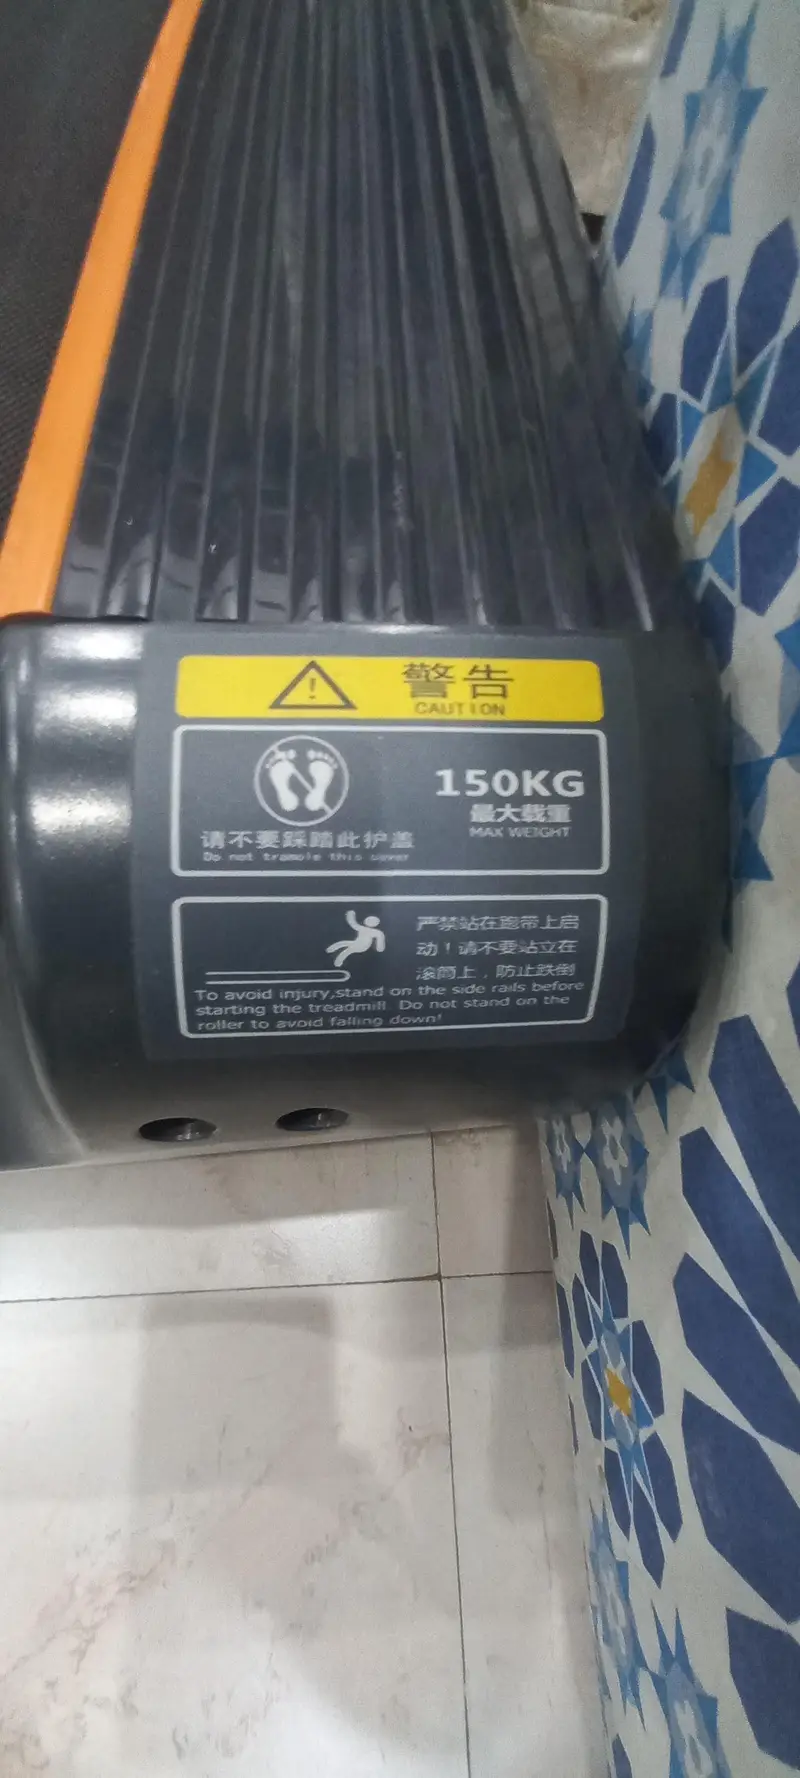 警告
CAUTION
150KG
最大载重
MAX WEIGHT
请不要踩踏此护盖
Do not trample this cover
严禁站在跑带上启
动！请不要站立在
滚筒上，防止跌倒
To avoid injury,stand on the side rails before
starting the treadmill. Do not stand on the
roller to avoid falling down!